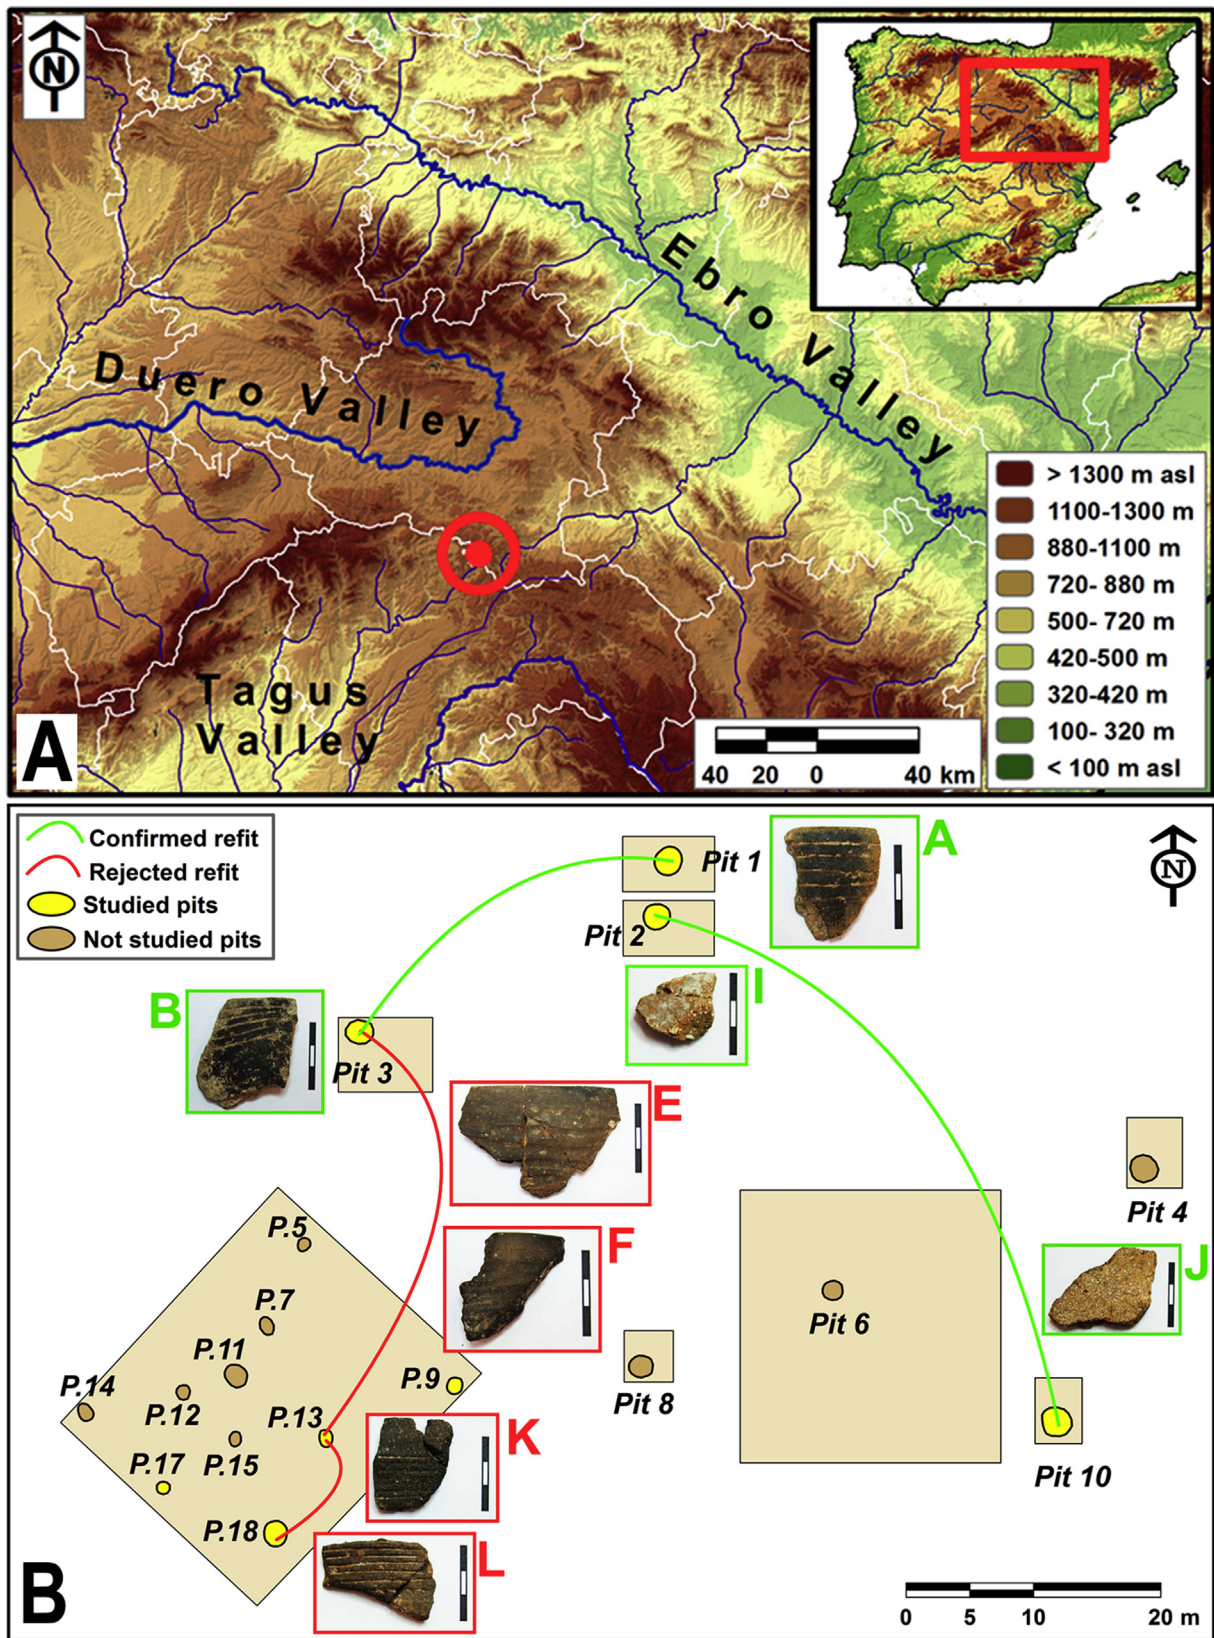 N
Ebro Valley
Duero Valley
Tagus
Valley
> 1300 m asl
1100-1300 m
880-1100 m
720- 880 m
500- 720 m
420-500 m
320-420 m
100- 320 m
< 100 m asl
40 20 0 40 km
A
Confirmed refit
Rejected refit
Studied pits
Not studied pits
N
Pit 1
A
Pit 2
I
B
Pit 3
E
Pit 4
F
J
P.5
P.7
Pit 6
P.11
P.9
Pit 8
P.14
P.12
P.13
K
P.15
P.17
Pit 10
P.18
L
B
0 5 10 20 m